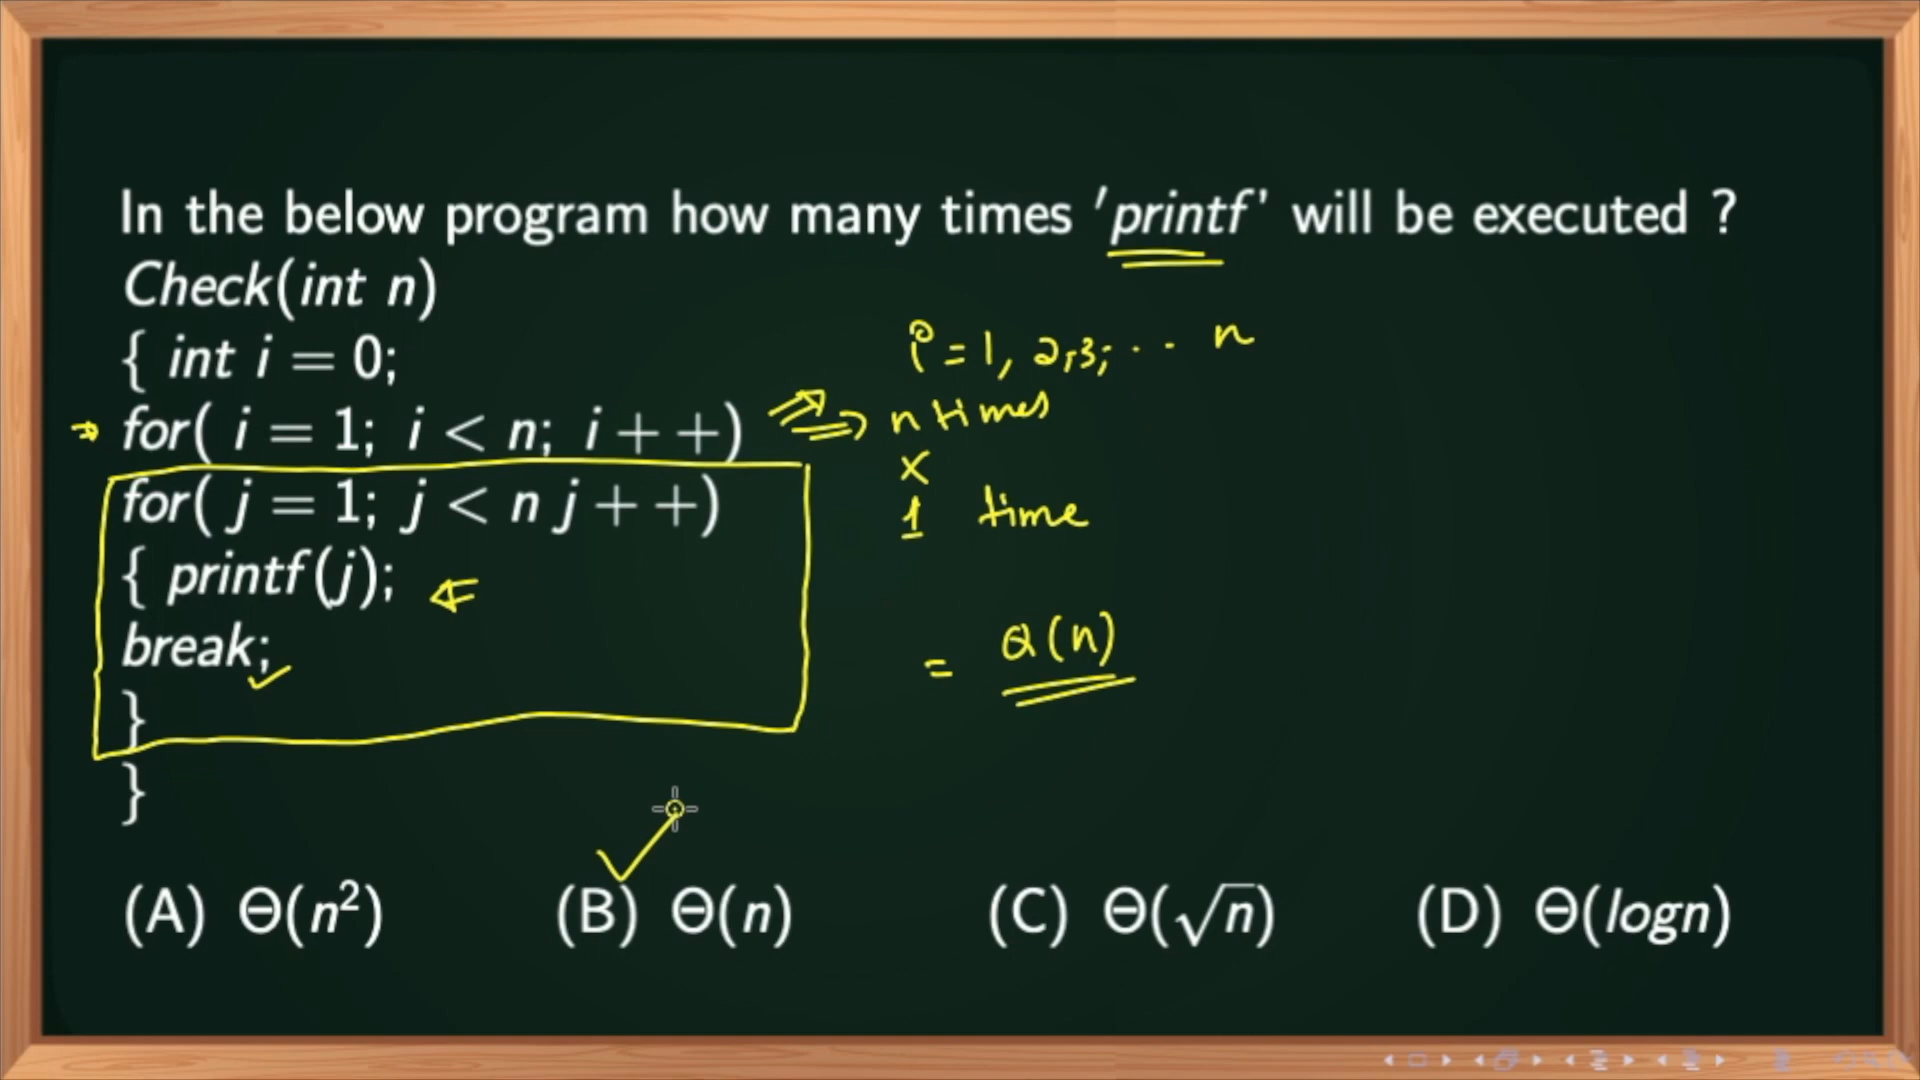 In the below program how many times 'printf' will be executed ?
Check(int n)
{ int i = 0;
i = 1, 2, 3; . . . n
for( i = 1; i < n; i + +)
n times
x
for( j = 1; j < n j + +)
1 time
{ printf(j);
break;
= Q(n)
}
}
(A) Θ(n²) (B) Θ(n) (C) Θ(√n) (D) Θ(logn)